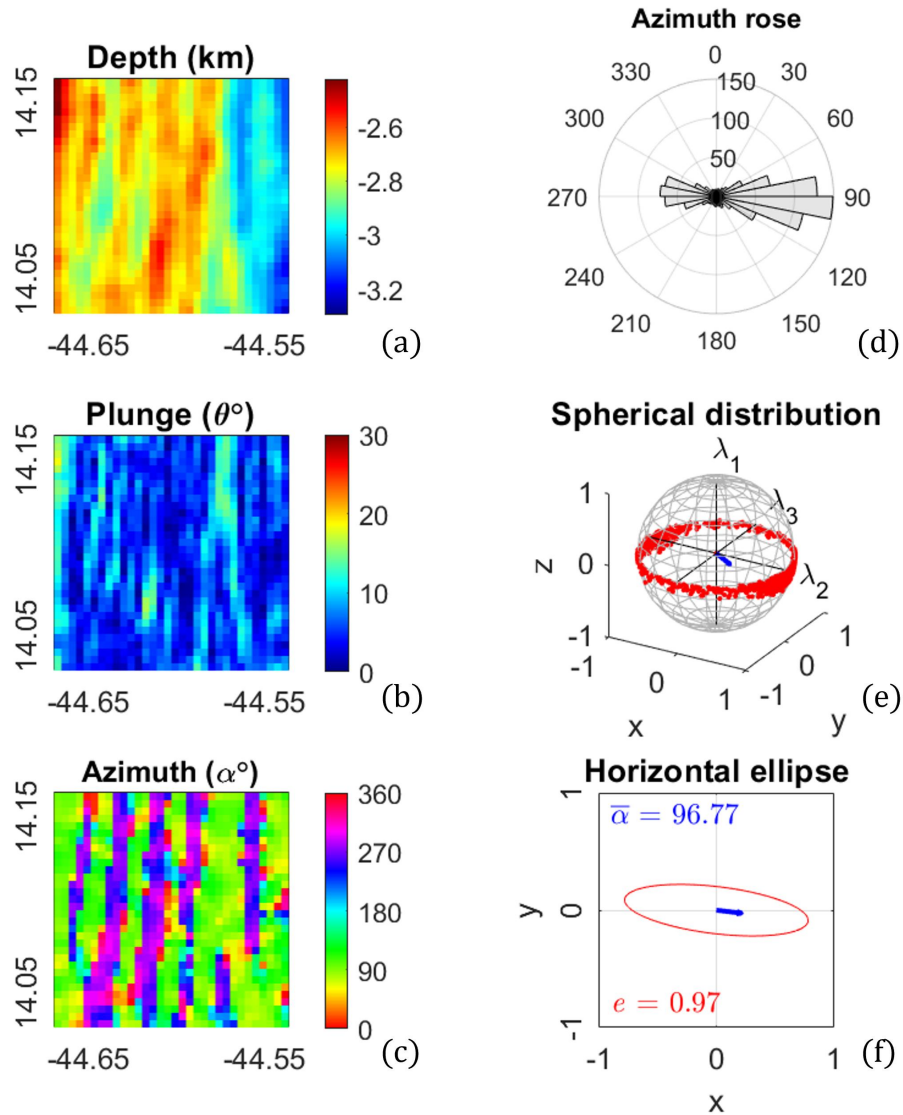 Depth (km)
14.15
14.05
-2.6
-2.8
-3
-3.2
-44.65 -44.55
(a)
Azimuth rose
0
330 30
150
300 100 60
50
270 90
240 120
210 150
180
(d)
Plunge (θ°)
14.15
14.05
30
20
10
0
-44.65 -44.55
(b)
Spherical distribution
λ1
λ3
λ2
1
z 0
-1
-1 0 1
x
-1 0 1
y
(e)
Azimuth (α°)
14.15
14.05
360
270
180
90
0
-44.65 -44.55
(c)
Horizontal ellipse
1
y 0
-1
α̅ = 96.77
e = 0.97
-1 0 1
x
(f)